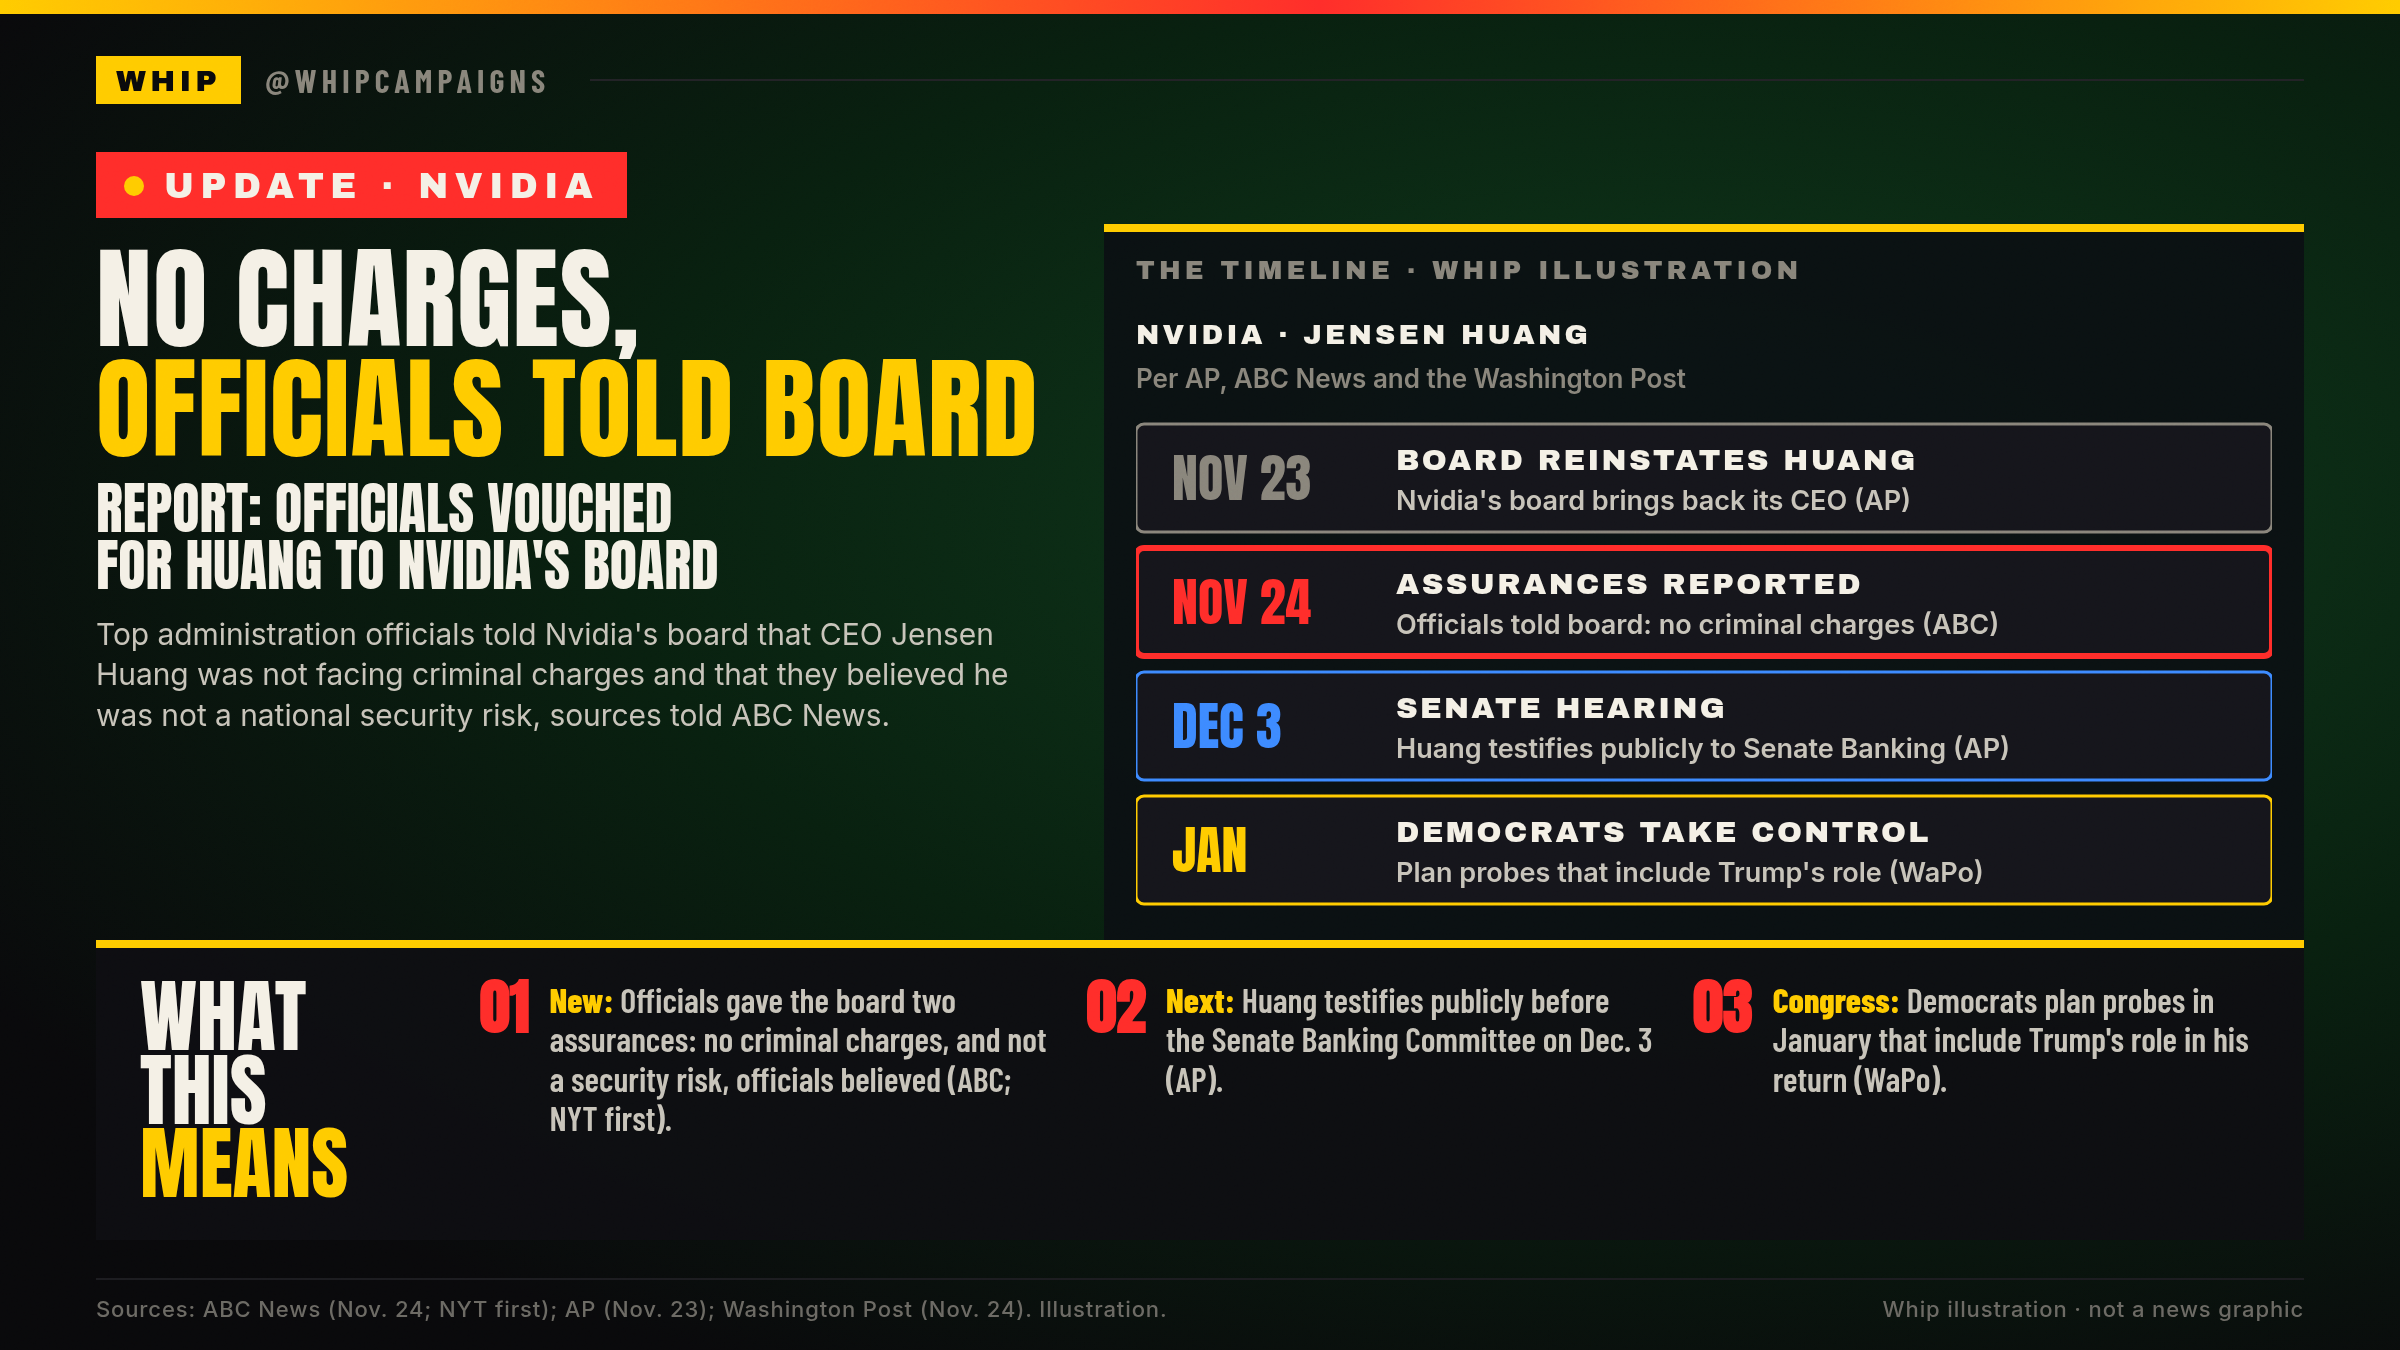 WHIP @WHIPCAMPAIGNS
UPDATE · NVIDIA
NO CHARGES,
OFFICIALS TOLD BOARD
REPORT: OFFICIALS VOUCHED
FOR HUANG TO NVIDIA'S BOARD
Top administration officials told Nvidia's board that CEO Jensen
Huang was not facing criminal charges and that they believed he
was not a national security risk, sources told ABC News.
THE TIMELINE · WHIP ILLUSTRATION
NVIDIA · JENSEN HUANG
Per AP, ABC News and the Washington Post
NOV 23
BOARD REINSTATES HUANG
Nvidia's board brings back its CEO (AP)
NOV 24
ASSURANCES REPORTED
Officials told board: no criminal charges (ABC)
DEC 3
SENATE HEARING
Huang testifies publicly to Senate Banking (AP)
JAN
DEMOCRATS TAKE CONTROL
Plan probes that include Trump's role (WaPo)
WHAT
THIS
MEANS
01
New: Officials gave the board two
assurances: no criminal charges, and not
a security risk, officials believed (ABC;
NYT first).
02
Next: Huang testifies publicly before
the Senate Banking Committee on Dec. 3
(AP).
03
Congress: Democrats plan probes in
January that include Trump's role in his
return (WaPo).
Sources: ABC News (Nov. 24; NYT first); AP (Nov. 23); Washington Post (Nov. 24). Illustration.
Whip illustration · not a news graphic